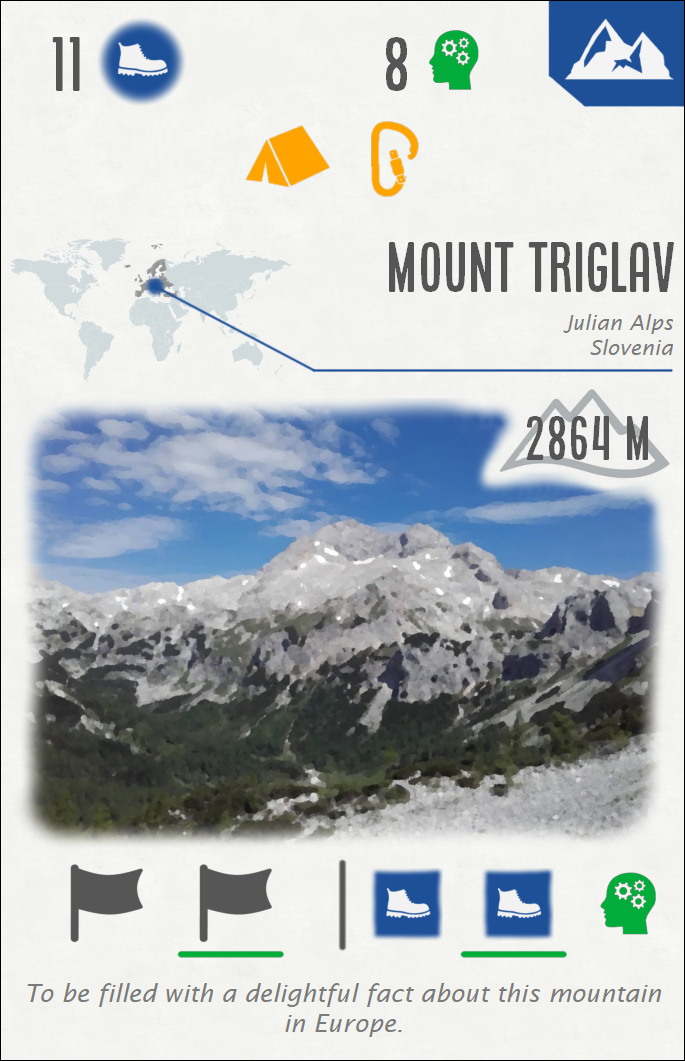 11
8
MOUNT TRIGLAV
Julian Alps
Slovenia
2864 M
To be filled with a delightful fact about this mountain
in Europe.